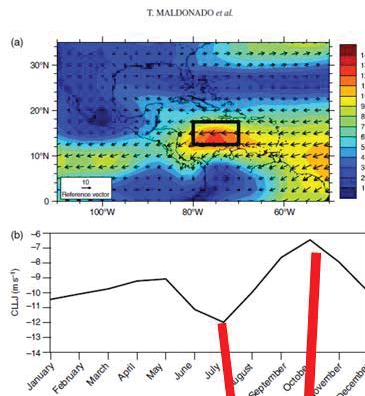 T. MALDONADO et al.
(a)
30°N
20°N
10°N
0
10
Reference vector
100°W
80°W
60°W
(b)
CLLJ (m s⁻¹)
−6
−7
−8
−9
−10
−11
−12
−13
−14
January
February
March
April
May
June
July
August
September
October
November
December